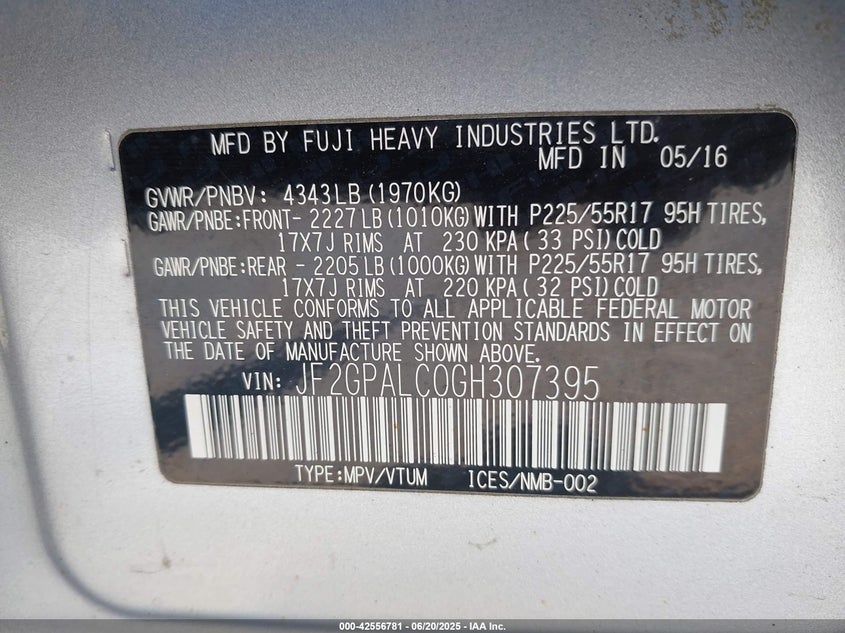 MFD BY FUJI HEAVY INDUSTRIES LTD.
MFD IN 05/16
GVWR/PNBV: 4343LB (1970KG)
GAWR/PNBE:FRONT- 2227LB (1010KG) WITH P225/55R17 95H TIRES,
17X7J RIMS AT 230 KPA ( 33 PSI) COLD
GAWR/PNBE:REAR - 2205LB (1000KG) WITH P225/55R17 95H TIRES,
17X7J RIMS AT 220 KPA ( 32 PSI) COLD
THIS VEHICLE CONFORMS TO ALL APPLICABLE FEDERAL MOTOR
VEHICLE SAFETY AND THEFT PREVENTION STANDARDS IN EFFECT ON
THE DATE OF MANUFACTURE SHOWN ABOVE.
VIN: JF2GPALC0GH307395
TYPE:MPV/VTUM ICES/NMB-002
000-42556781 - 06/20/2025 - IAA Inc.